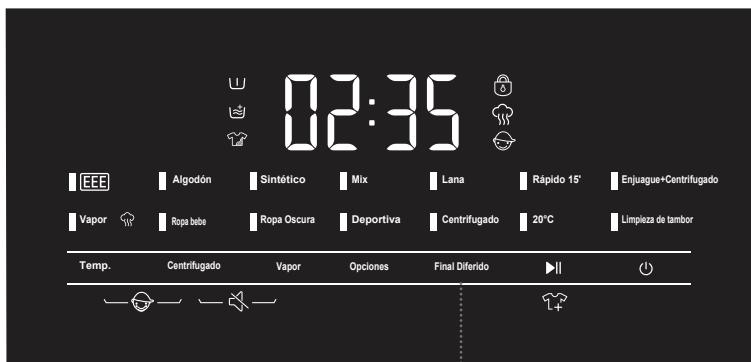 02:35
EEE Algodón Sintético Mix Lana Rápido 15' Enjuague+Centrifugado
Vapor Ropa bebe Ropa Oscura Deportiva Centrifugado 20°C Limpieza de tambor
Temp. Centrifugado Vapor Opciones Final Diferido